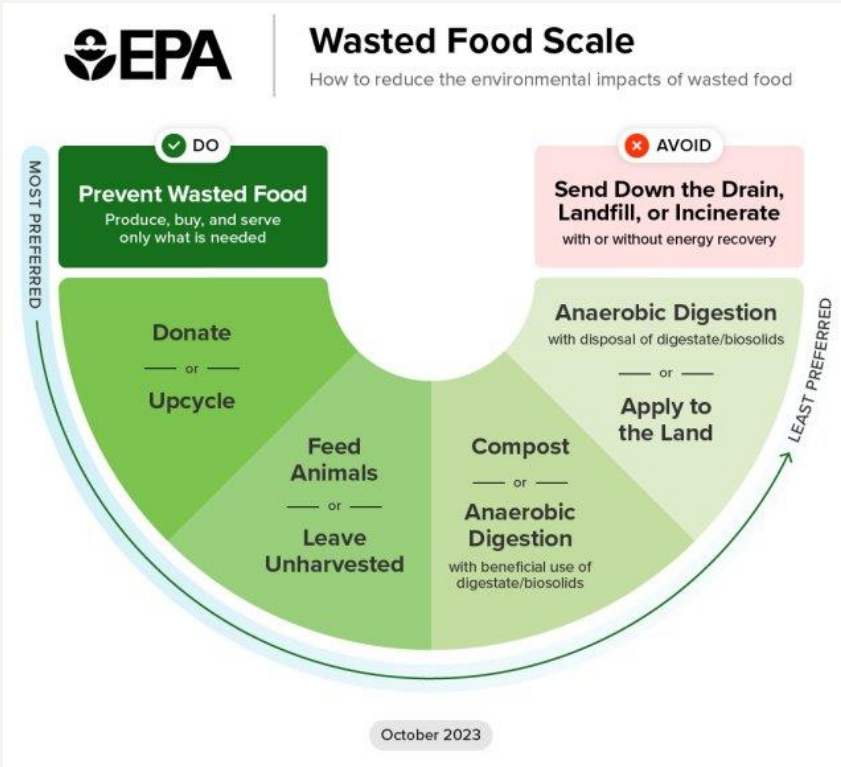 EPA
Wasted Food Scale
How to reduce the environmental impacts of wasted food
DO
Prevent Wasted Food
Produce, buy, and serve
only what is needed
AVOID
Send Down the Drain,
Landfill, or Incinerate
with or without energy recovery
MOST PREFERRED
Donate
or
Upcycle
Feed
Animals
or
Leave
Unharvested
Compost
or
Anaerobic
Digestion
with beneficial use of
digestate/biosolids
Anaerobic Digestion
with disposal of digestate/biosolids
or
Apply to
the Land
LEAST PREFERRED
October 2023